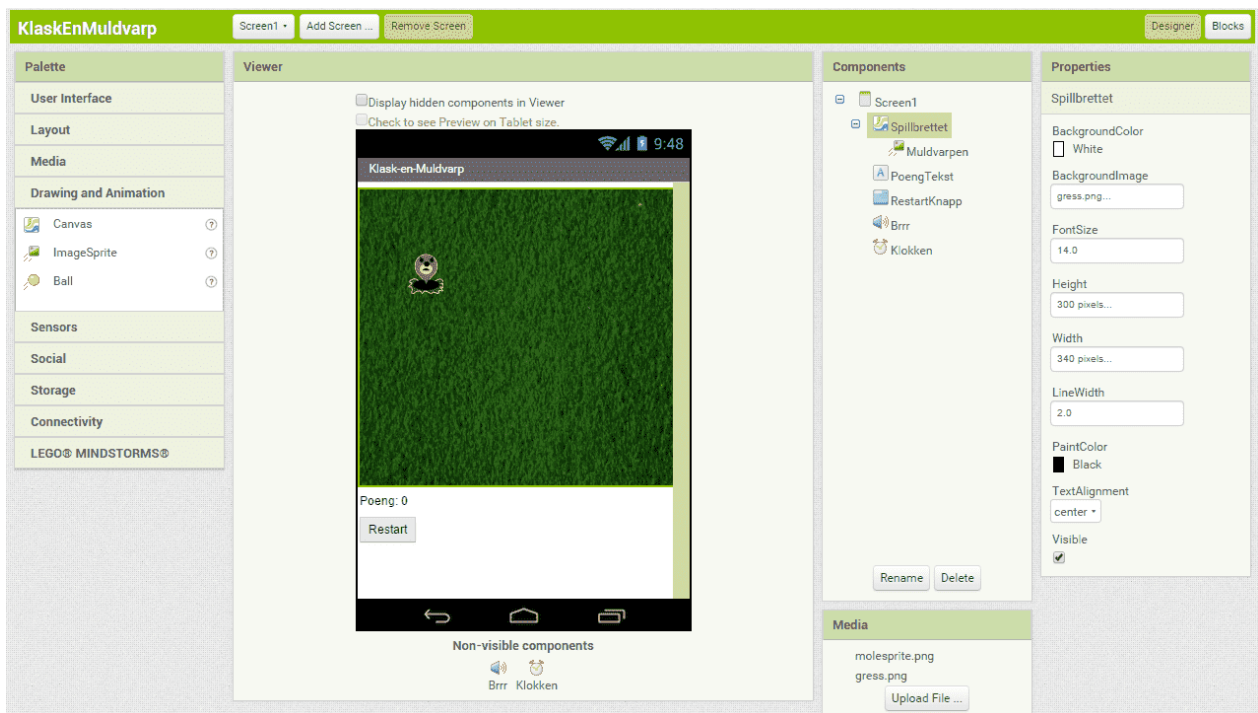 KlaskEnMuldvarp
Screen1
Add Screen ...
Remove Screen
Designer
Blocks
Palette
User Interface
Layout
Media
Drawing and Animation
Canvas
?
ImageSprite
?
Ball
?
Sensors
Social
Storage
Connectivity
LEGO® MINDSTORMS®
Viewer
Display hidden components in Viewer
Check to see Preview on Tablet size.
9:48
Klask-en-Muldvarp
Poeng: 0
Restart
Non-visible components
Brrr Klokken
Components
Screen1
Spillbrettet
Muldvarpen
A PoengTekst
RestartKnapp
Brrr
Klokken
Rename
Delete
Media
molesprite.png
gress.png
Upload File ...
Properties
Spillbrettet
BackgroundColor
White
BackgroundImage
gress.png...
FontSize
14.0
Height
300 pixels...
Width
340 pixels...
LineWidth
2.0
PaintColor
Black
TextAlignment
center
Visible